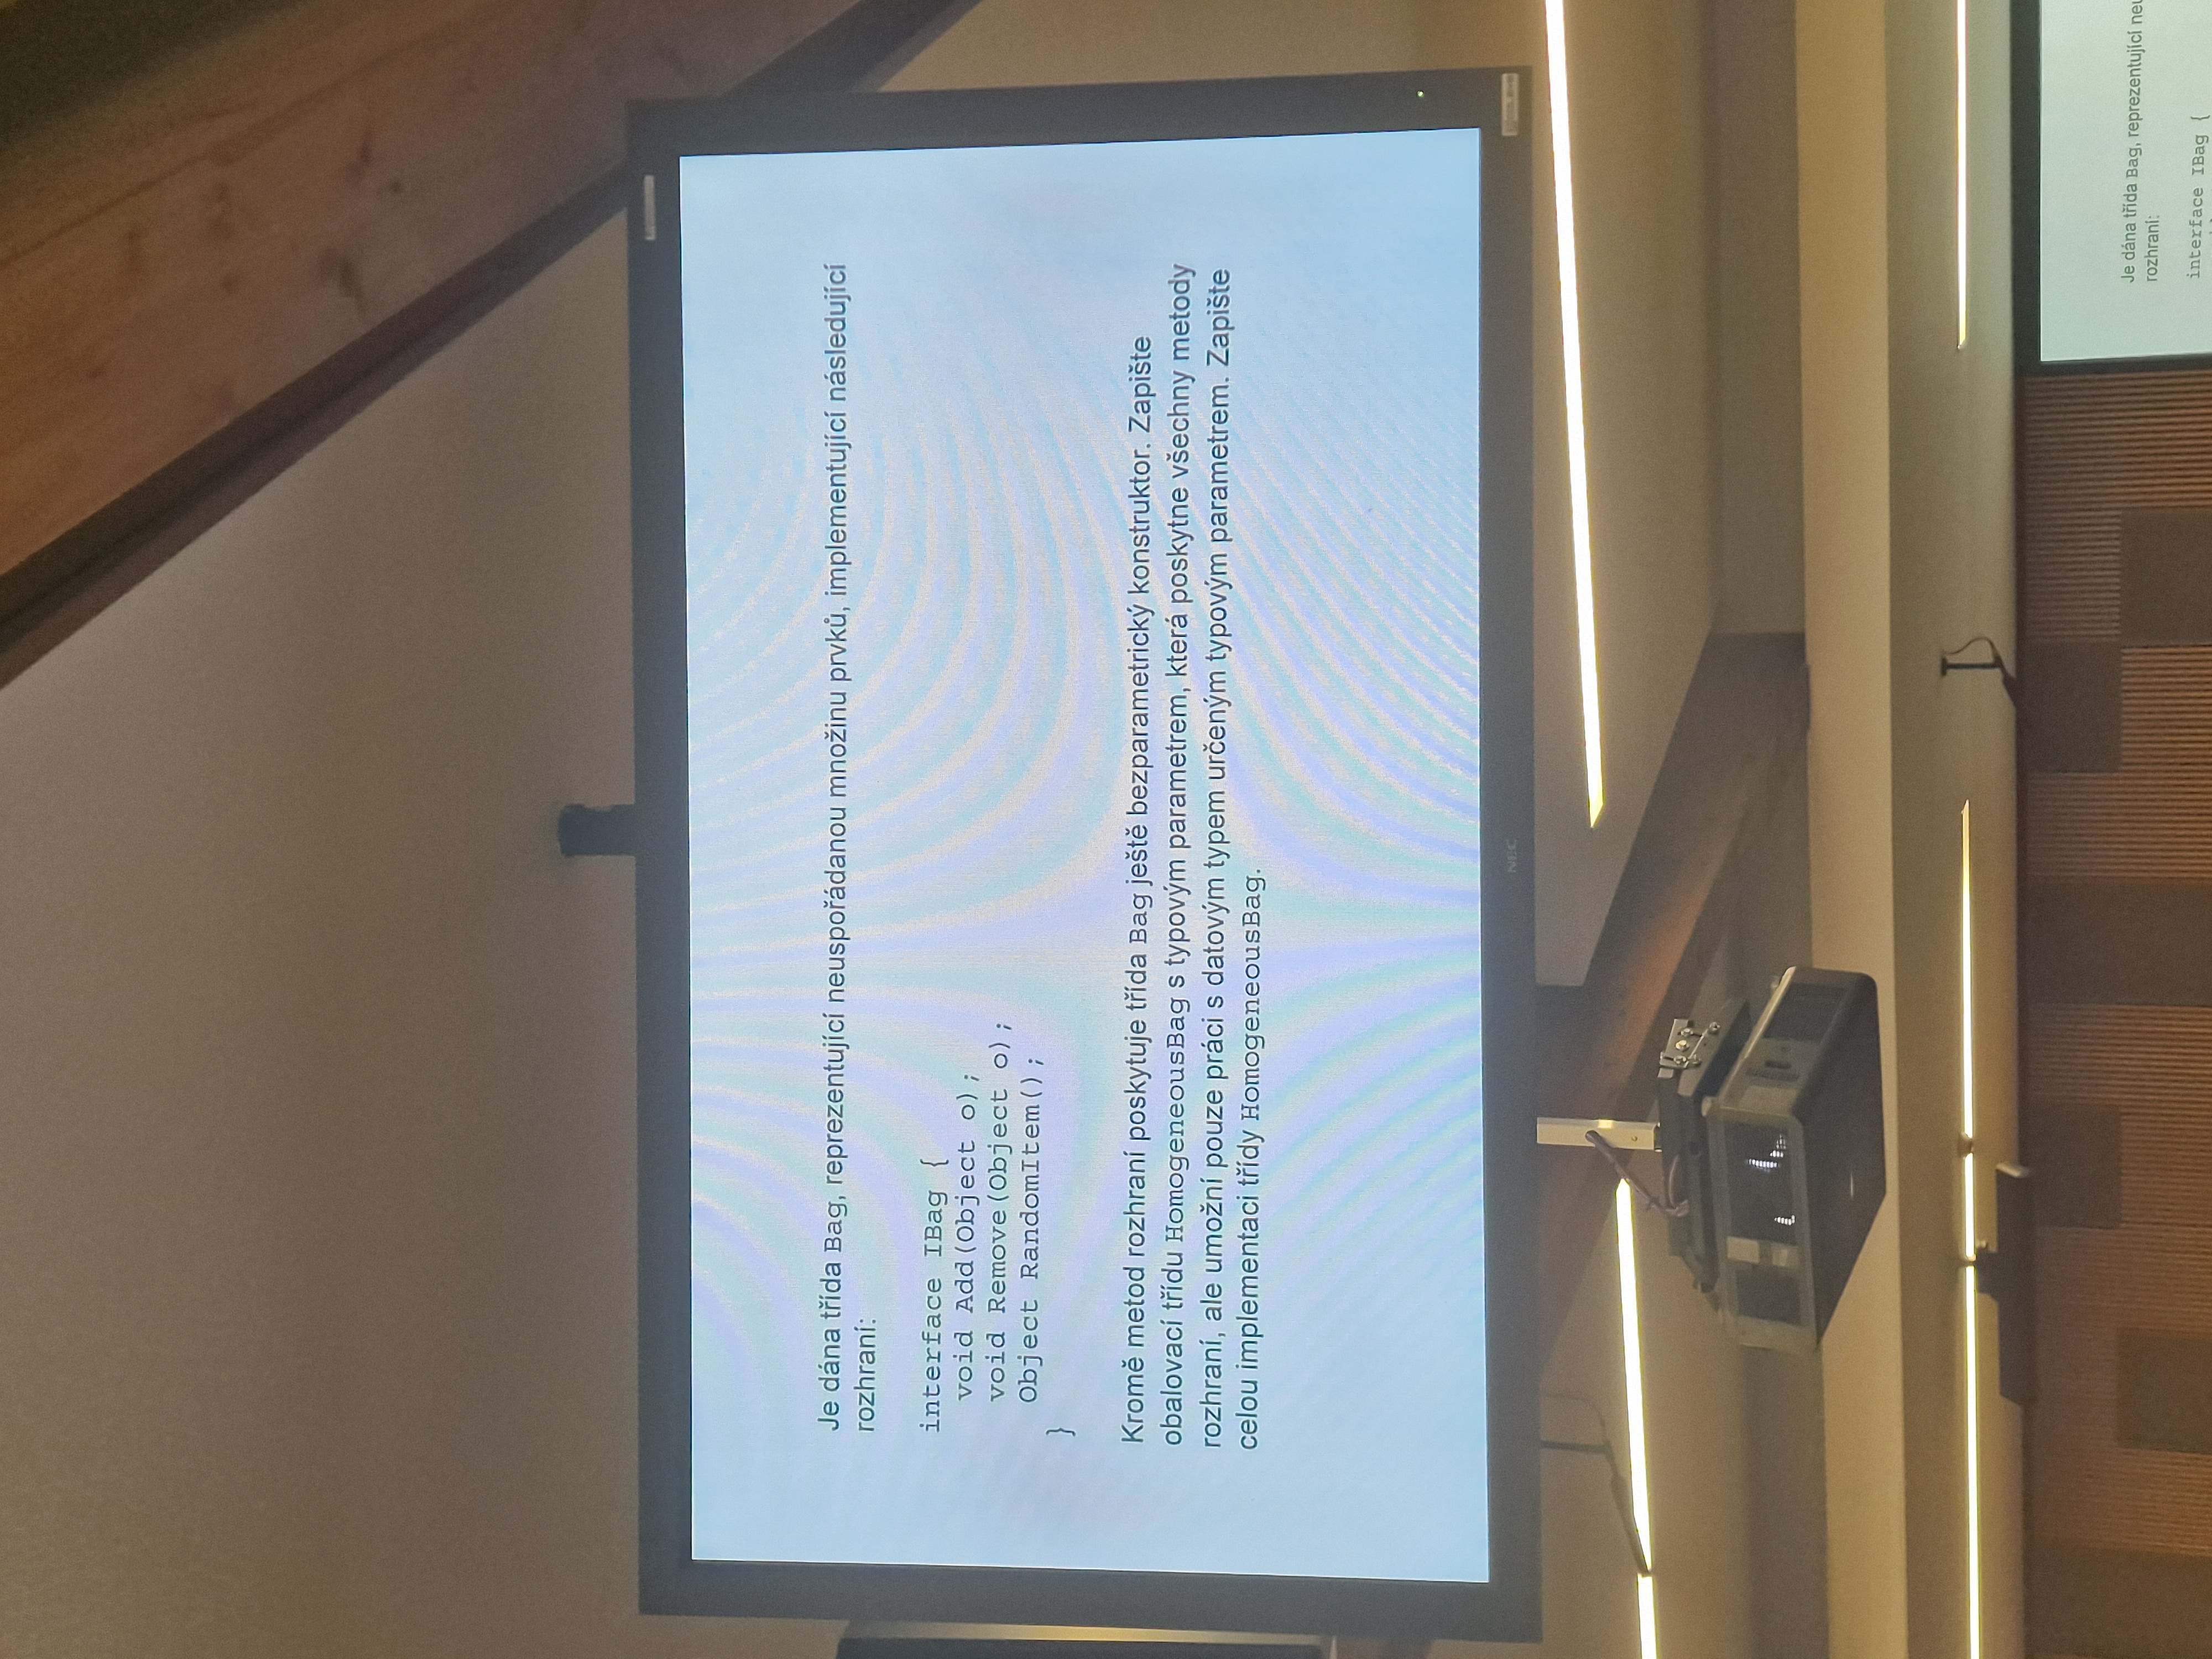 Je dána třída Bag, reprezentující neuspořádanou množinu prvků, implementující následující
rozhraní:
interface IBag {
void Add(Object o);
void Remove(Object o);
Object RandomItem();
}
Kromě metod rozhraní poskytuje třída Bag ještě bezparametrický konstruktor. Zapište
obalovací třídu HomogeneousBag s typovým parametrem, která poskytne všechny metody
rozhraní, ale umožní pouze práci s datovým typem určeným typovým parametrem. Zapište
celou implementaci třídy HomogeneousBag.
NEC
Je dána třída Bag, reprezentující neu
rozhraní:
interface IBag {